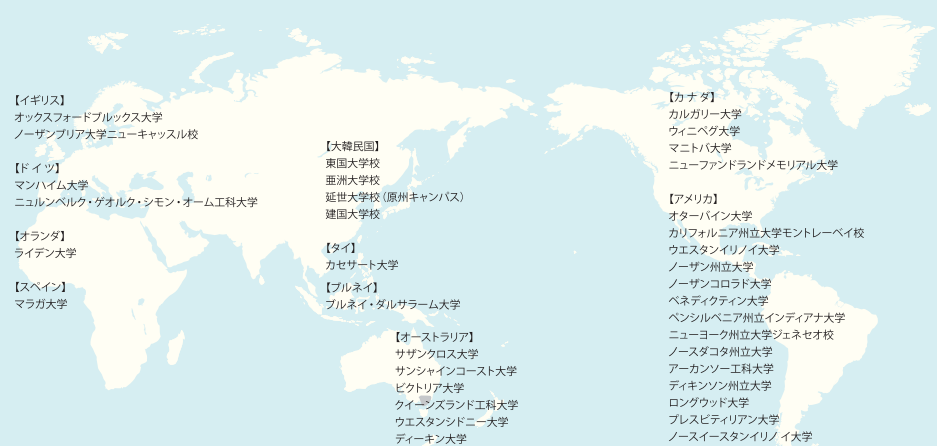 【イギリス】
オックスフォードブルックス大学
ノーザンブリア大学ニューキャッスル校
【ドイツ】
マンハイム大学
ニュルンベルク・ゲオルク・シモン・オーム工科大学
【オランダ】
ライデン大学
【スペイン】
マラガ大学
【大韓民国】
東国大学校
亜洲大学校
延世大学校(原州キャンパス)
建国大学校
【タイ】
カセサート大学
【ブルネイ】
ブルネイ・ダルサラーム大学
【オーストラリア】
サザンクロス大学
サンシャインコースト大学
ビクトリア大学
クイーンズランド工科大学
ウエスタンシドニー大学
ディーキン大学
【カナダ】
カルガリー大学
ウィニペグ大学
マニトバ大学
ニューファンドランドメモリアル大学
【アメリカ】
オターバイン大学
カリフォルニア州立大学モントレーベイ校
ウエスタンイリノイ大学
ノーザン州立大学
ノーザンコロラド大学
ベネディクティン大学
ペンシルベニア州立インディアナ大学
ニューヨーク州立大学ジェネセオ校
ノースダコタ州立大学
アーカンソー工科大学
ディキンソン州立大学
ロングウッド大学
プレスビティリアン大学
ノースイースタンイリノイ大学